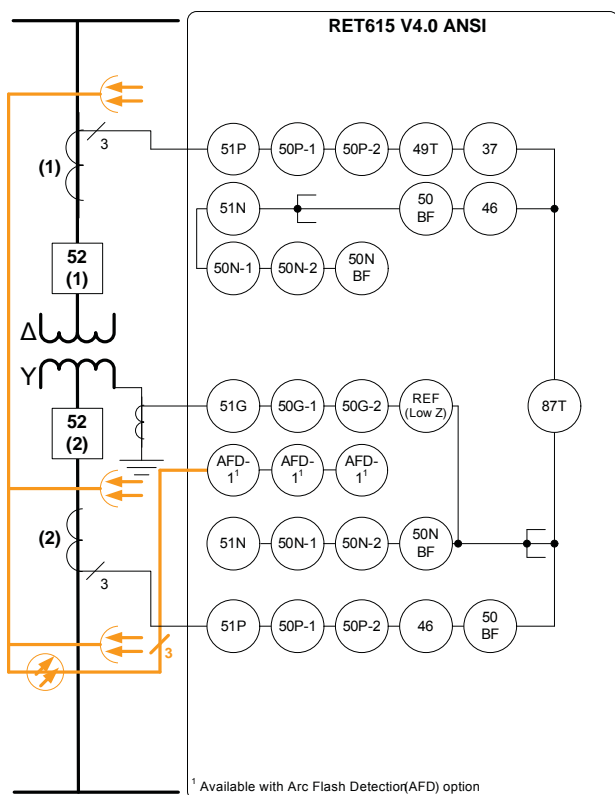 RET615 V4.0 ANSI
3
51P 50P-1 50P-2 49T 37
(1)
51N 50 BF 46
52 (1)
50N-1 50N-2 50N BF
Δ
Y
51G 50G-1 50G-2 REF (Low Z) 87T
52 (2)
AFD-1¹ AFD-1¹ AFD-1¹
(2)
51N 50N-1 50N-2 50N BF
3
51P 50P-1 50P-2 46 50 BF
3
¹ Available with Arc Flash Detection(AFD) option